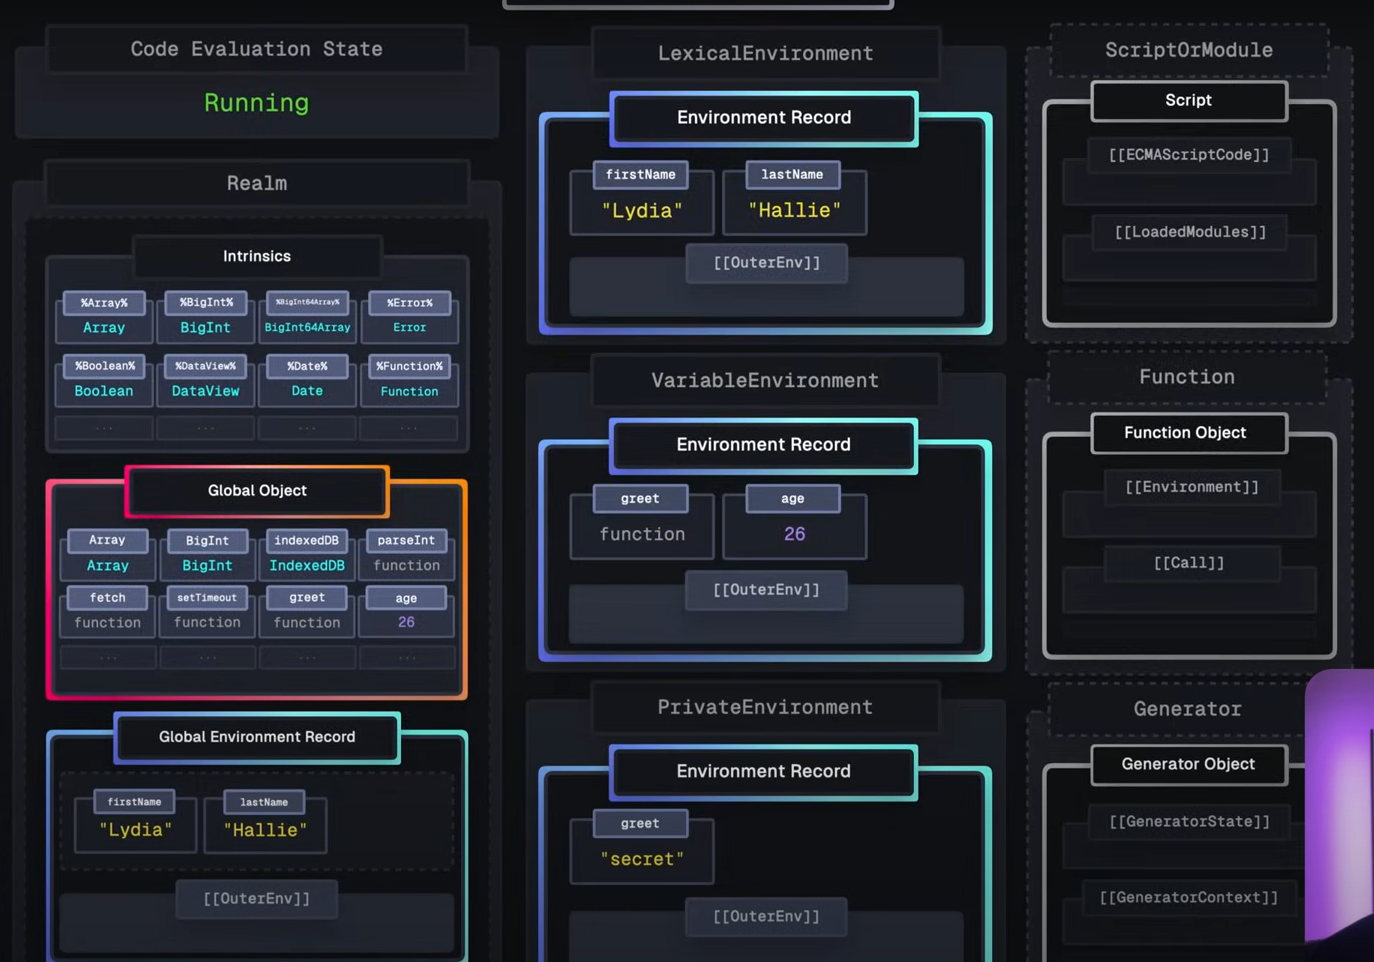 Code Evaluation State
Running
Realm
Intrinsics
%Array% %BigInt% %BigInt64Array% %Error%
Array BigInt BigInt64Array Error
%Boolean% %DataView% %Date% %Function%
Boolean DataView Date Function
... ... ... ...
Global Object
Array BigInt indexedDB parseInt
Array BigInt IndexedDB function
fetch setTimeout greet age
function function function 26
... ... ... ...
Global Environment Record
firstName lastName
"Lydia" "Hallie"
[[OuterEnv]]
LexicalEnvironment
Environment Record
firstName lastName
"Lydia" "Hallie"
[[OuterEnv]]
VariableEnvironment
Environment Record
greet age
function 26
[[OuterEnv]]
PrivateEnvironment
Environment Record
greet
"secret"
[[OuterEnv]]
ScriptOrModule
Script
[[ECMAScriptCode]]
[[LoadedModules]]
Function
Function Object
[[Environment]]
[[Call]]
Generator
Generator Object
[[GeneratorState]]
[[GeneratorContext]]